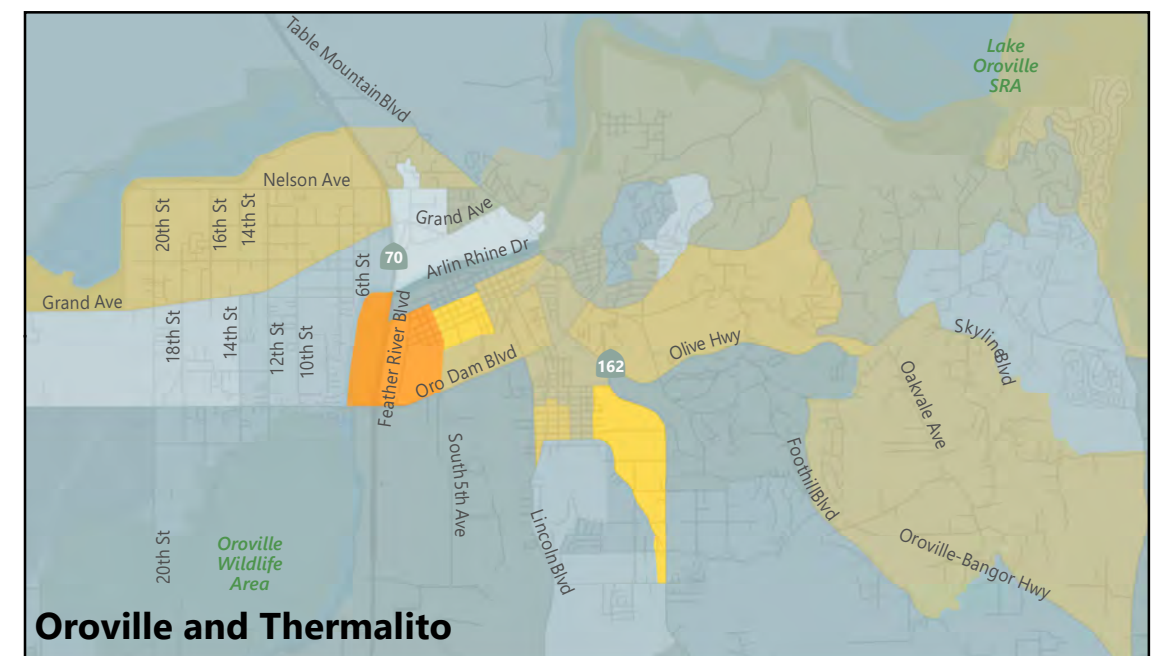 Table Mountain Blvd
Lake
Oroville
SRA
Nelson Ave
20th St
16th St
14th St
Grand Ave
70
Arlin Rhine Dr
6th St
Grand Ave
18th St
14th St
12th St
10th St
Feather River Blvd
Oro Dam Blvd
162
Olive Hwy
Skyline Blvd
Oakvale Ave
South 5th Ave
Foothill Blvd
Lincoln Blvd
20th St
Oroville
Wildlife
Area
Oroville-Bangor Hwy
Oroville and Thermalito